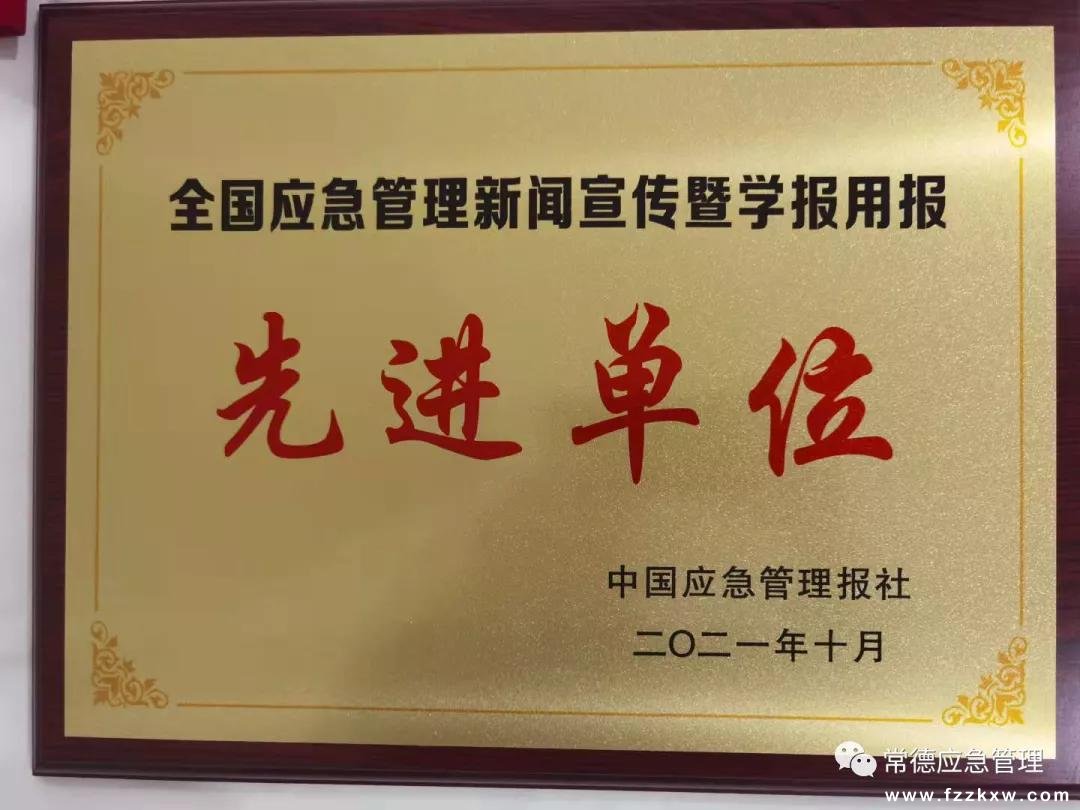 全国应急管理新闻宣传暨学报用报
先进单位
中国应急管理报社
二〇二一年十月
常德应急管理
www.fzzkxw.com